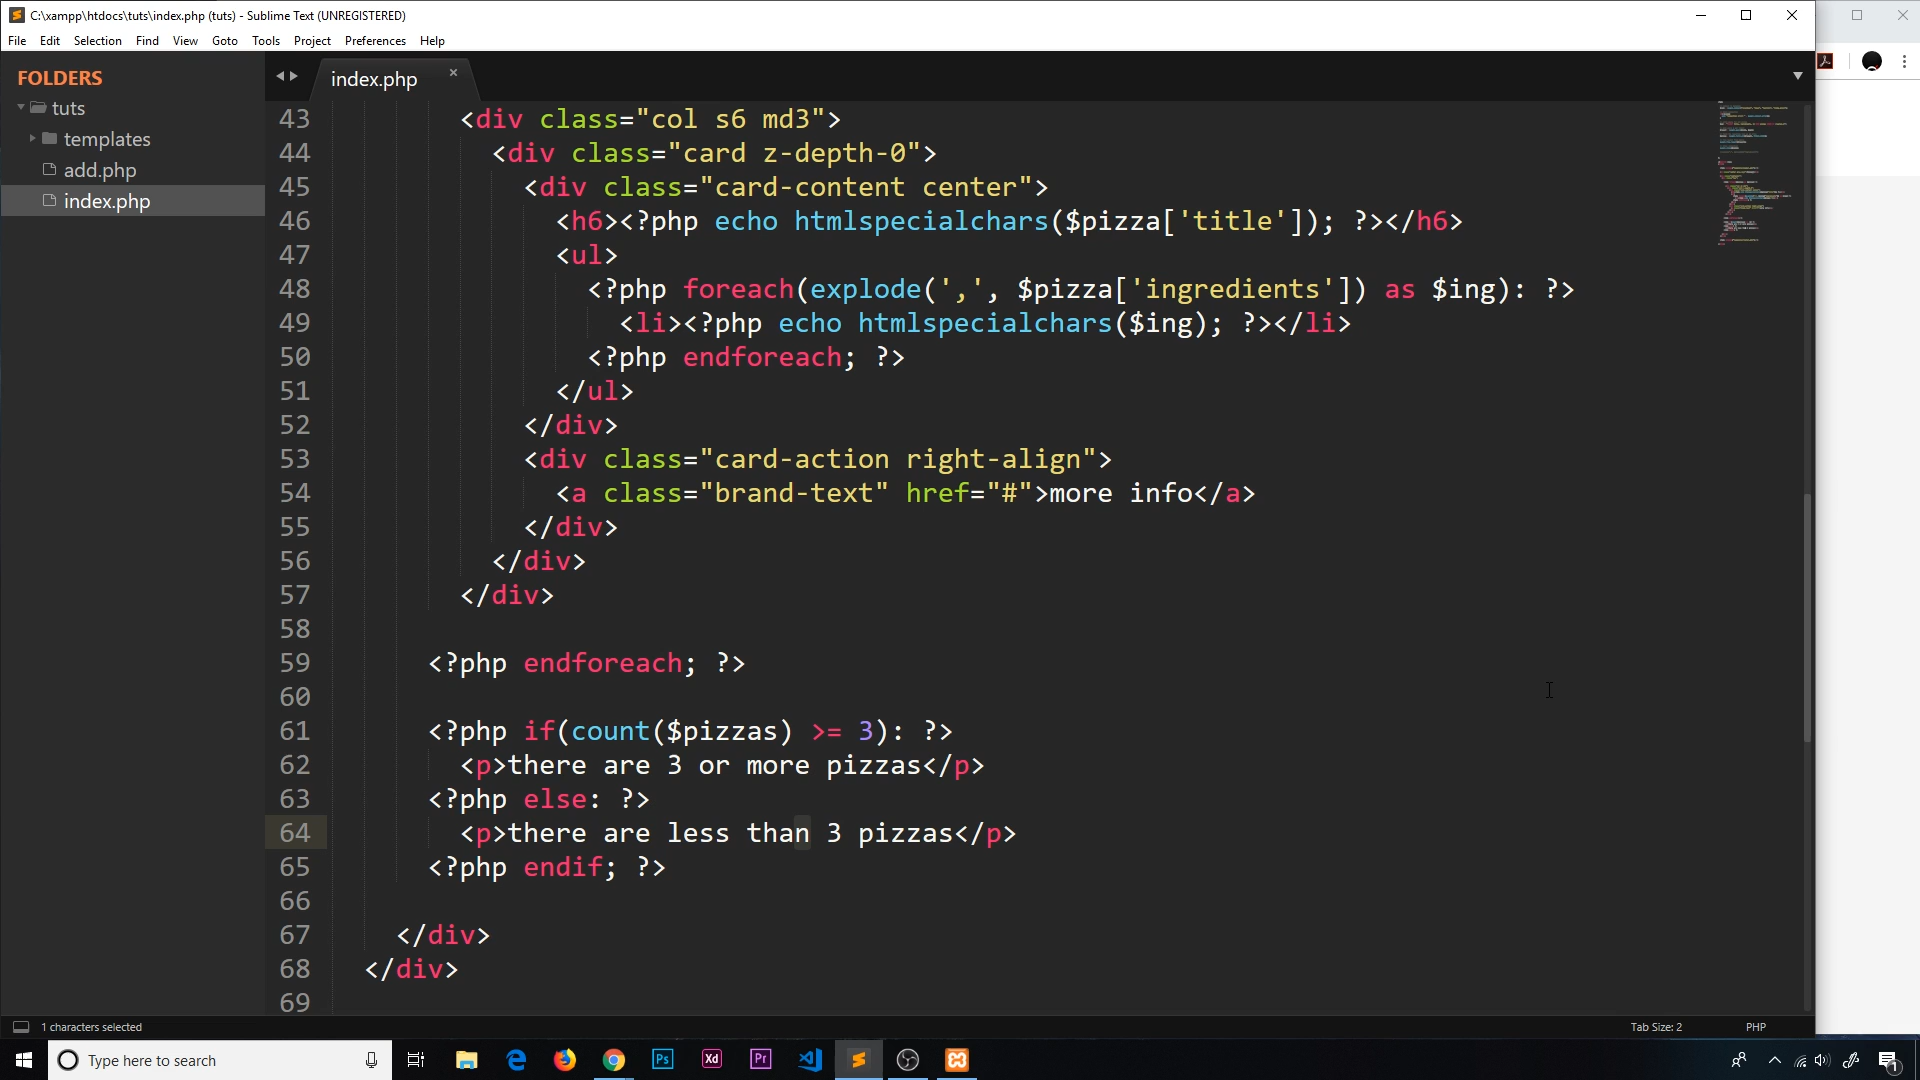 C:\xampp\htdocs\tuts\index.php (tuts) - Sublime Text (UNREGISTERED)
File Edit Selection Find View Goto Tools Project Preferences Help
FOLDERS
tuts
templates
add.php
index.php
index.php
43 <div class="col s6 md3">
44 <div class="card z-depth-0">
45 <div class="card-content center">
46 <h6><?php echo htmlspecialchars($pizza['title']); ?></h6>
47 <ul>
48 <?php foreach(explode(',', $pizza['ingredients']) as $ing): ?>
49 <li><?php echo htmlspecialchars($ing); ?></li>
50 <?php endforeach; ?>
51 </ul>
52 </div>
53 <div class="card-action right-align">
54 <a class="brand-text" href="#">more info</a>
55 </div>
56 </div>
57 </div>
58
59 <?php endforeach; ?>
60
61 <?php if(count($pizzas) >= 3): ?>
62 <p>there are 3 or more pizzas</p>
63 <?php else: ?>
64 <p>there are less than 3 pizzas</p>
65 <?php endif; ?>
66
67 </div>
68 </div>
69
1 characters selected
Tab Size: 2
PHP
Type here to search
Ps
Xd
Pr
1